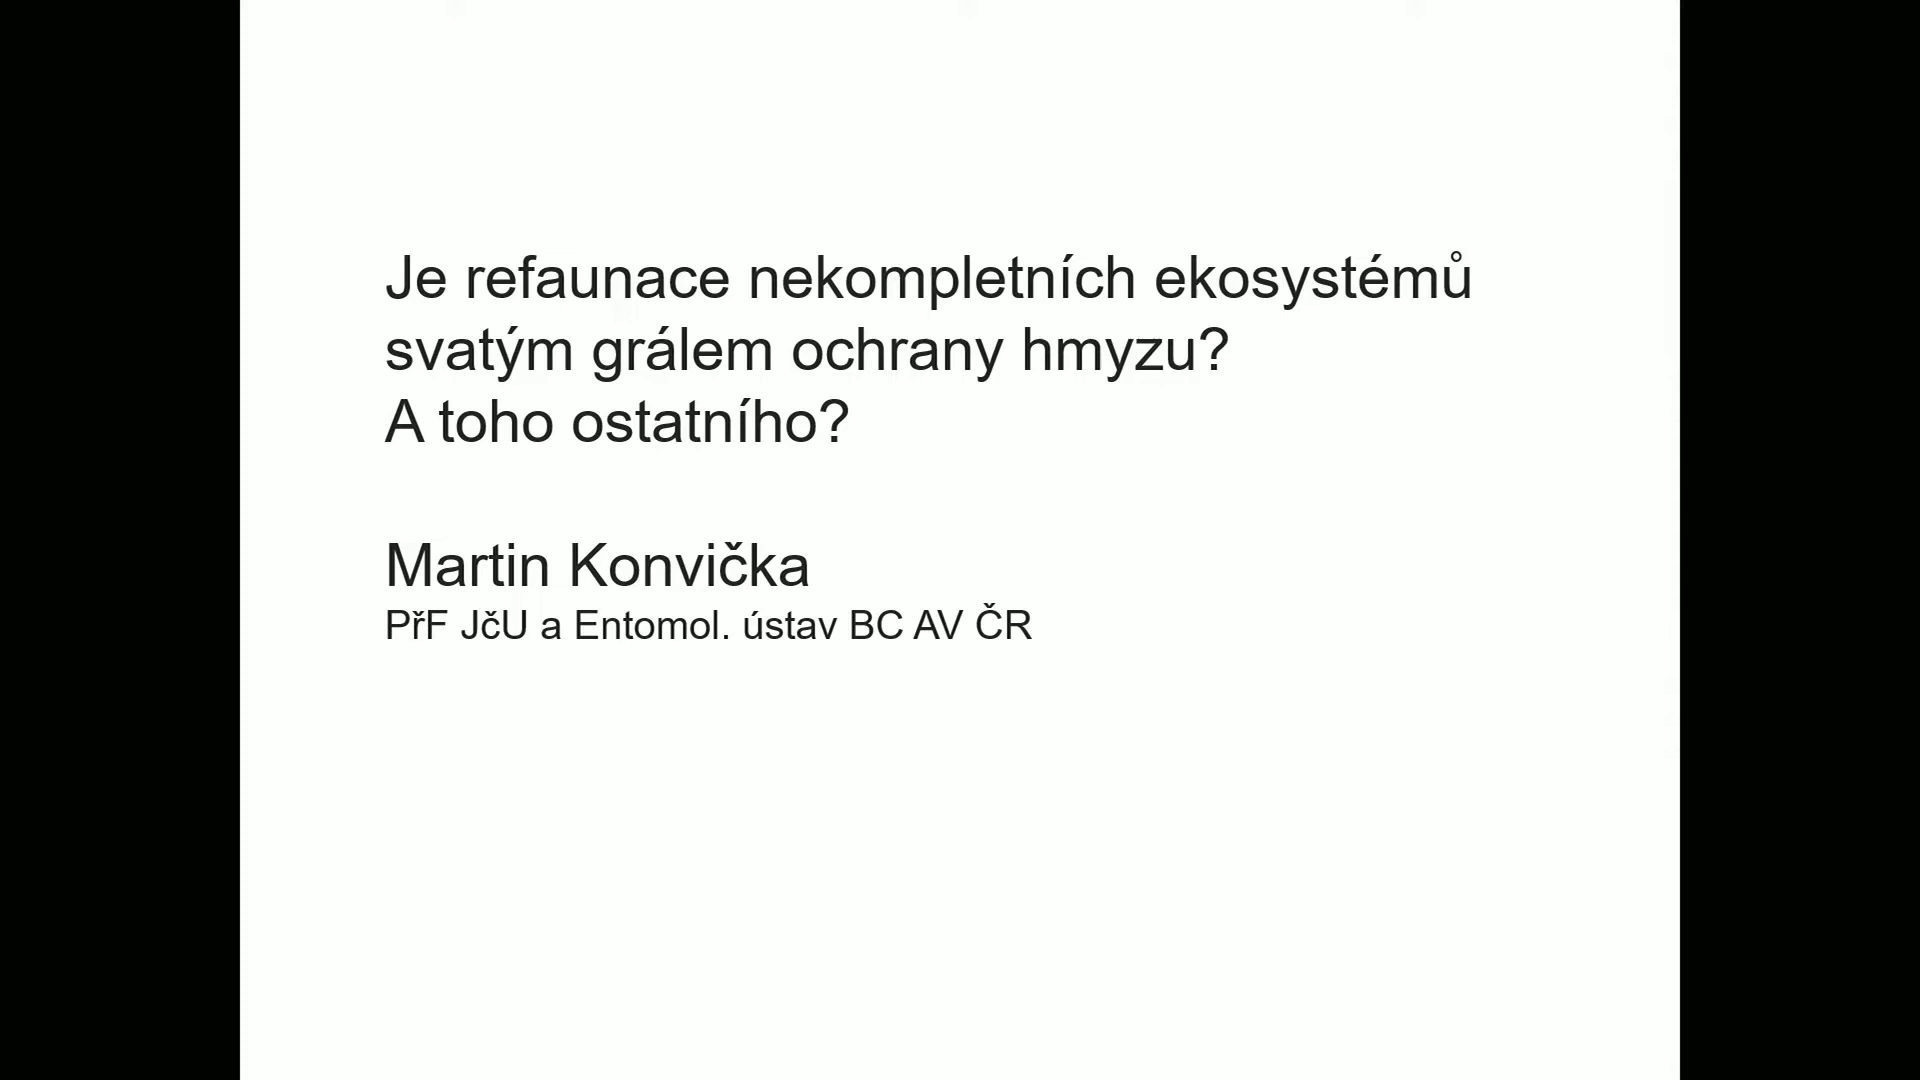 Je refaunace nekompletních ekosystémů
svatým grálem ochrany hmyzu?
A toho ostatního?
Martin Konvička
PřF JčU a Entomol. ústav BC AV ČR